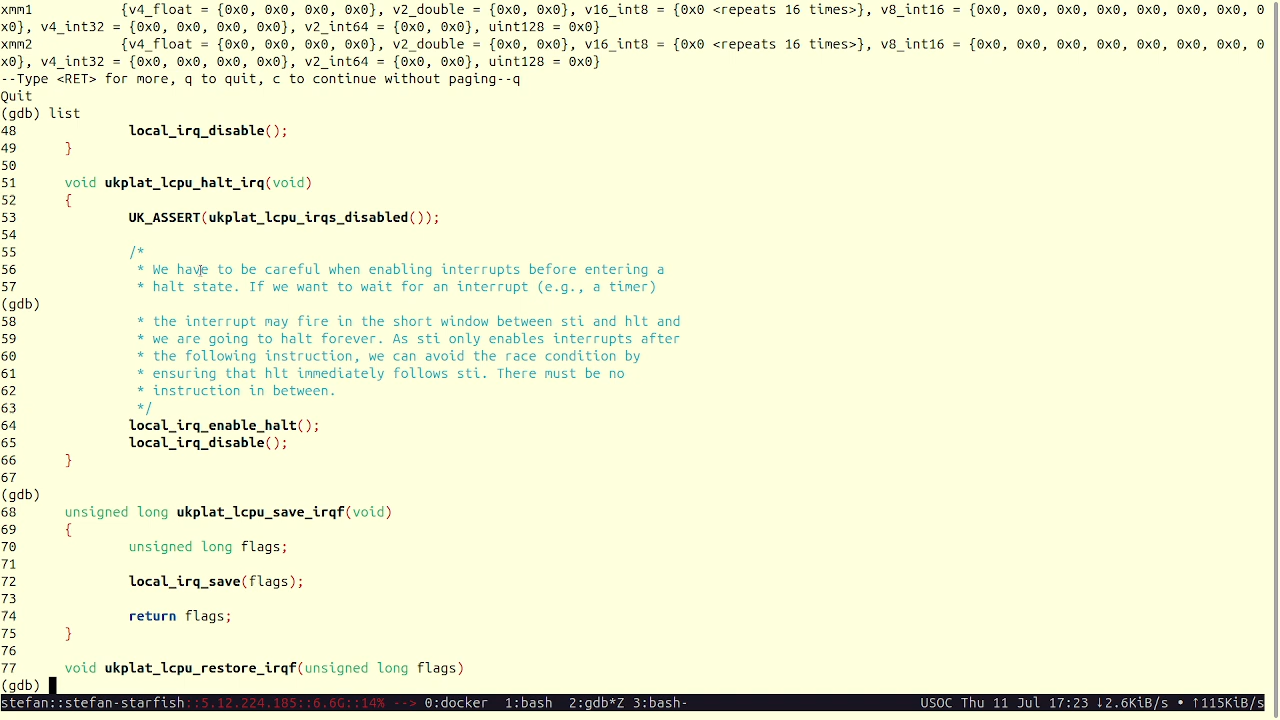 xmm1           {v4_float = {0x0, 0x0, 0x0, 0x0}, v2_double = {0x0, 0x0}, v16_int8 = {0x0 <repeats 16 times>}, v8_int16 = {0x0, 0x0, 0x0, 0x0, 0x0, 0x0, 0x0, 0
x0}, v4_int32 = {0x0, 0x0, 0x0, 0x0}, v2_int64 = {0x0, 0x0}, uint128 = 0x0}
xmm2           {v4_float = {0x0, 0x0, 0x0, 0x0}, v2_double = {0x0, 0x0}, v16_int8 = {0x0 <repeats 16 times>}, v8_int16 = {0x0, 0x0, 0x0, 0x0, 0x0, 0x0, 0x0, 0
x0}, v4_int32 = {0x0, 0x0, 0x0, 0x0}, v2_int64 = {0x0, 0x0}, uint128 = 0x0}
--Type <RET> for more, q to quit, c to continue without paging--q
Quit
(gdb) list
48              local_irq_disable();
49      }
50
51      void ukplat_lcpu_halt_irq(void)
52      {
53              UK_ASSERT(ukplat_lcpu_irqs_disabled());
54
55              /*
56               * We have to be careful when enabling interrupts before entering a
57               * halt state. If we want to wait for an interrupt (e.g., a timer)
(gdb)
58               * the interrupt may fire in the short window between sti and hlt and
59               * we are going to halt forever. As sti only enables interrupts after
60               * the following instruction, we can avoid the race condition by
61               * ensuring that hlt immediately follows sti. There must be no
62               * instruction in between.
63               */
64              local_irq_enable_halt();
65              local_irq_disable();
66      }
67
(gdb)
68      unsigned long ukplat_lcpu_save_irqf(void)
69      {
70              unsigned long flags;
71
72              local_irq_save(flags);
73
74              return flags;
75      }
76
77      void ukplat_lcpu_restore_irqf(unsigned long flags)
(gdb)
stefan::stefan-starfish::5.12.224.185::6.6G::14% --> 0:docker  1:bash  2:gdb*Z 3:bash-                             USOC Thu 11 Jul 17:23 ↓2.6KiB/s • ↑115KiB/s